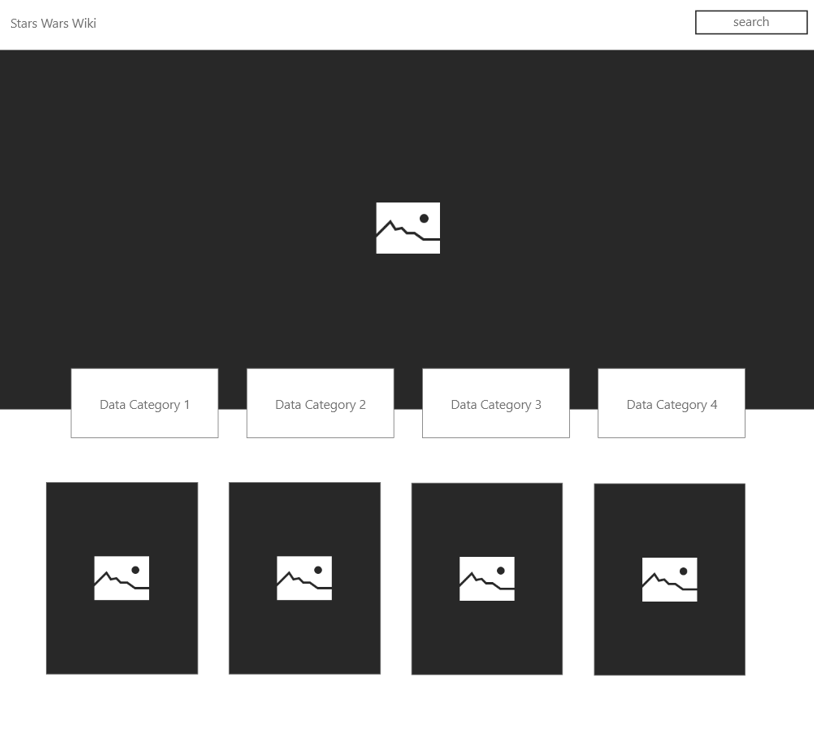 Stars Wars Wiki
search
Data Category 1
Data Category 2
Data Category 3
Data Category 4